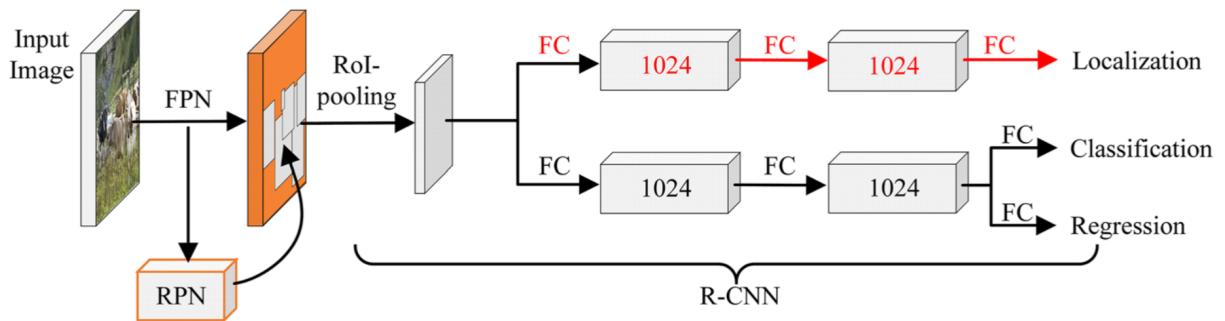 Input
Image
FPN
RPN
RoI-
pooling
FC
1024
FC
1024
FC
Localization
FC
1024
FC
1024
FC
Classification
FC
Regression
R-CNN